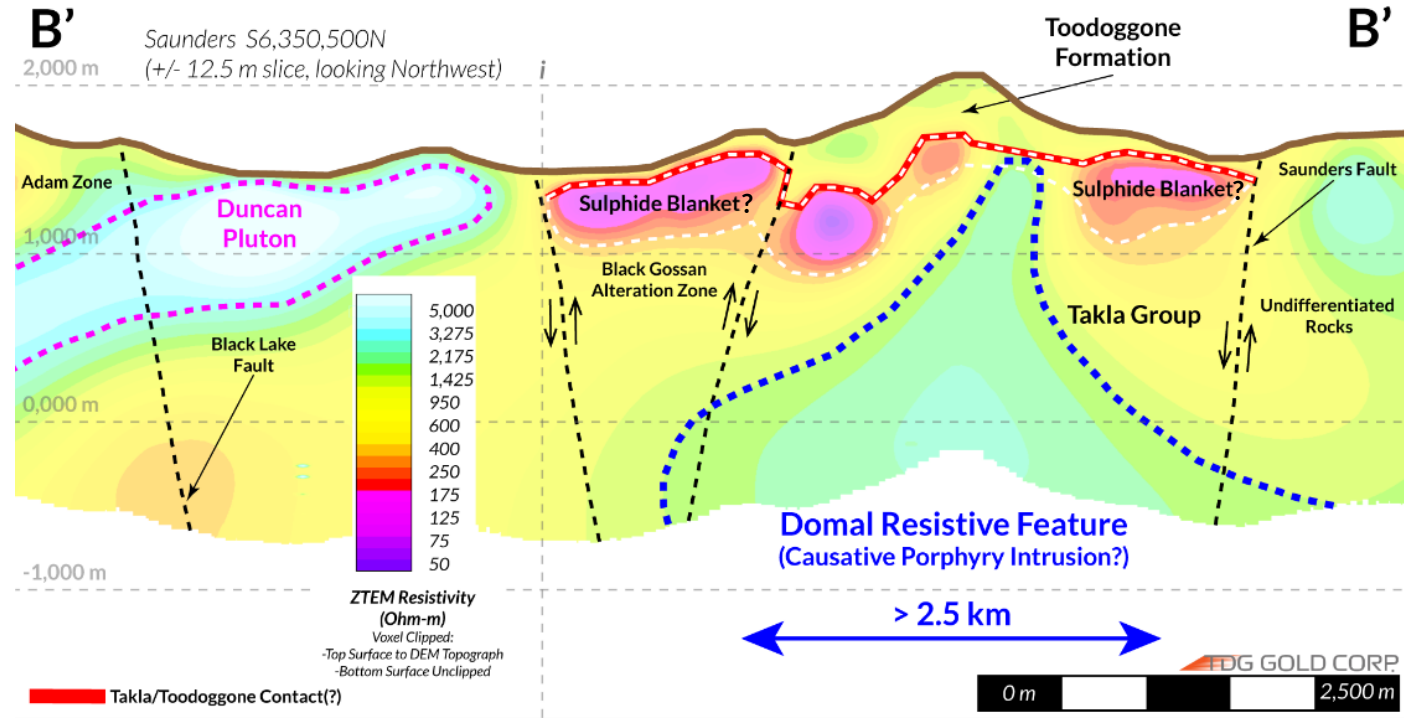 B’
B’
Saunders S6,350,500N
(+/- 12.5 m slice, looking Northwest)
Toodoggone
Formation
2,000 m
Adam Zone
Duncan
Pluton
1,000 m
Sulphide Blanket?
Sulphide Blanket?
Saunders Fault
Black Gossan
Alteration Zone
Takla Group
Undifferentiated
Rocks
Black Lake
Fault
0,000 m
5,000
3,275
2,175
1,425
950
600
400
250
175
125
75
50
Domal Resistive Feature
(Causative Porphyry Intrusion?)
-1,000 m
ZTEM Resistivity
(Ohm-m)
Voxel Clipped:
-Top Surface to DEM Topograph
-Bottom Surface Unclipped
> 2.5 km
TDG GOLD CORP.
Takla/Toodoggone Contact(?)
0 m
2,500 m